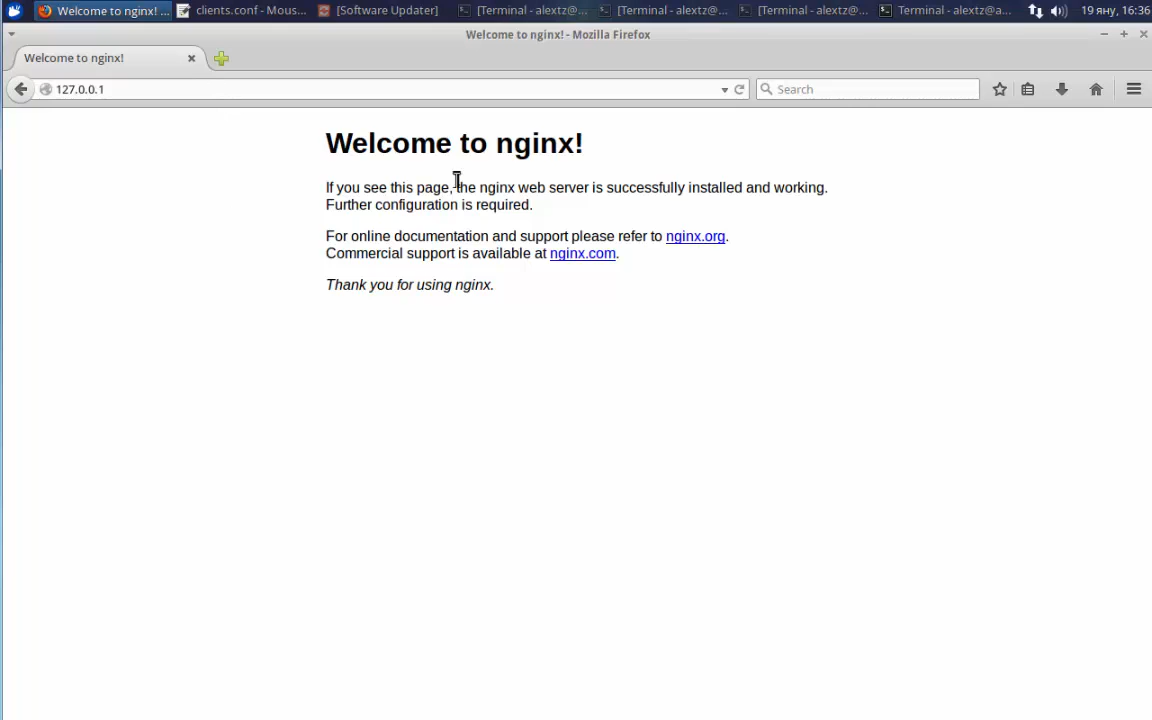 Welcome to nginx! ...
clients.conf - Mous...
[Software Updater]
[Terminal - alextz@...
[Terminal - alextz@...
[Terminal - alextz@...
Terminal - alextz@a...
19 яну, 16:36
Welcome to nginx! - Mozilla Firefox
Welcome to nginx!
127.0.0.1
Search
Welcome to nginx!
If you see this page, the nginx web server is successfully installed and working.
Further configuration is required.
For online documentation and support please refer to nginx.org.
Commercial support is available at nginx.com.
Thank you for using nginx.